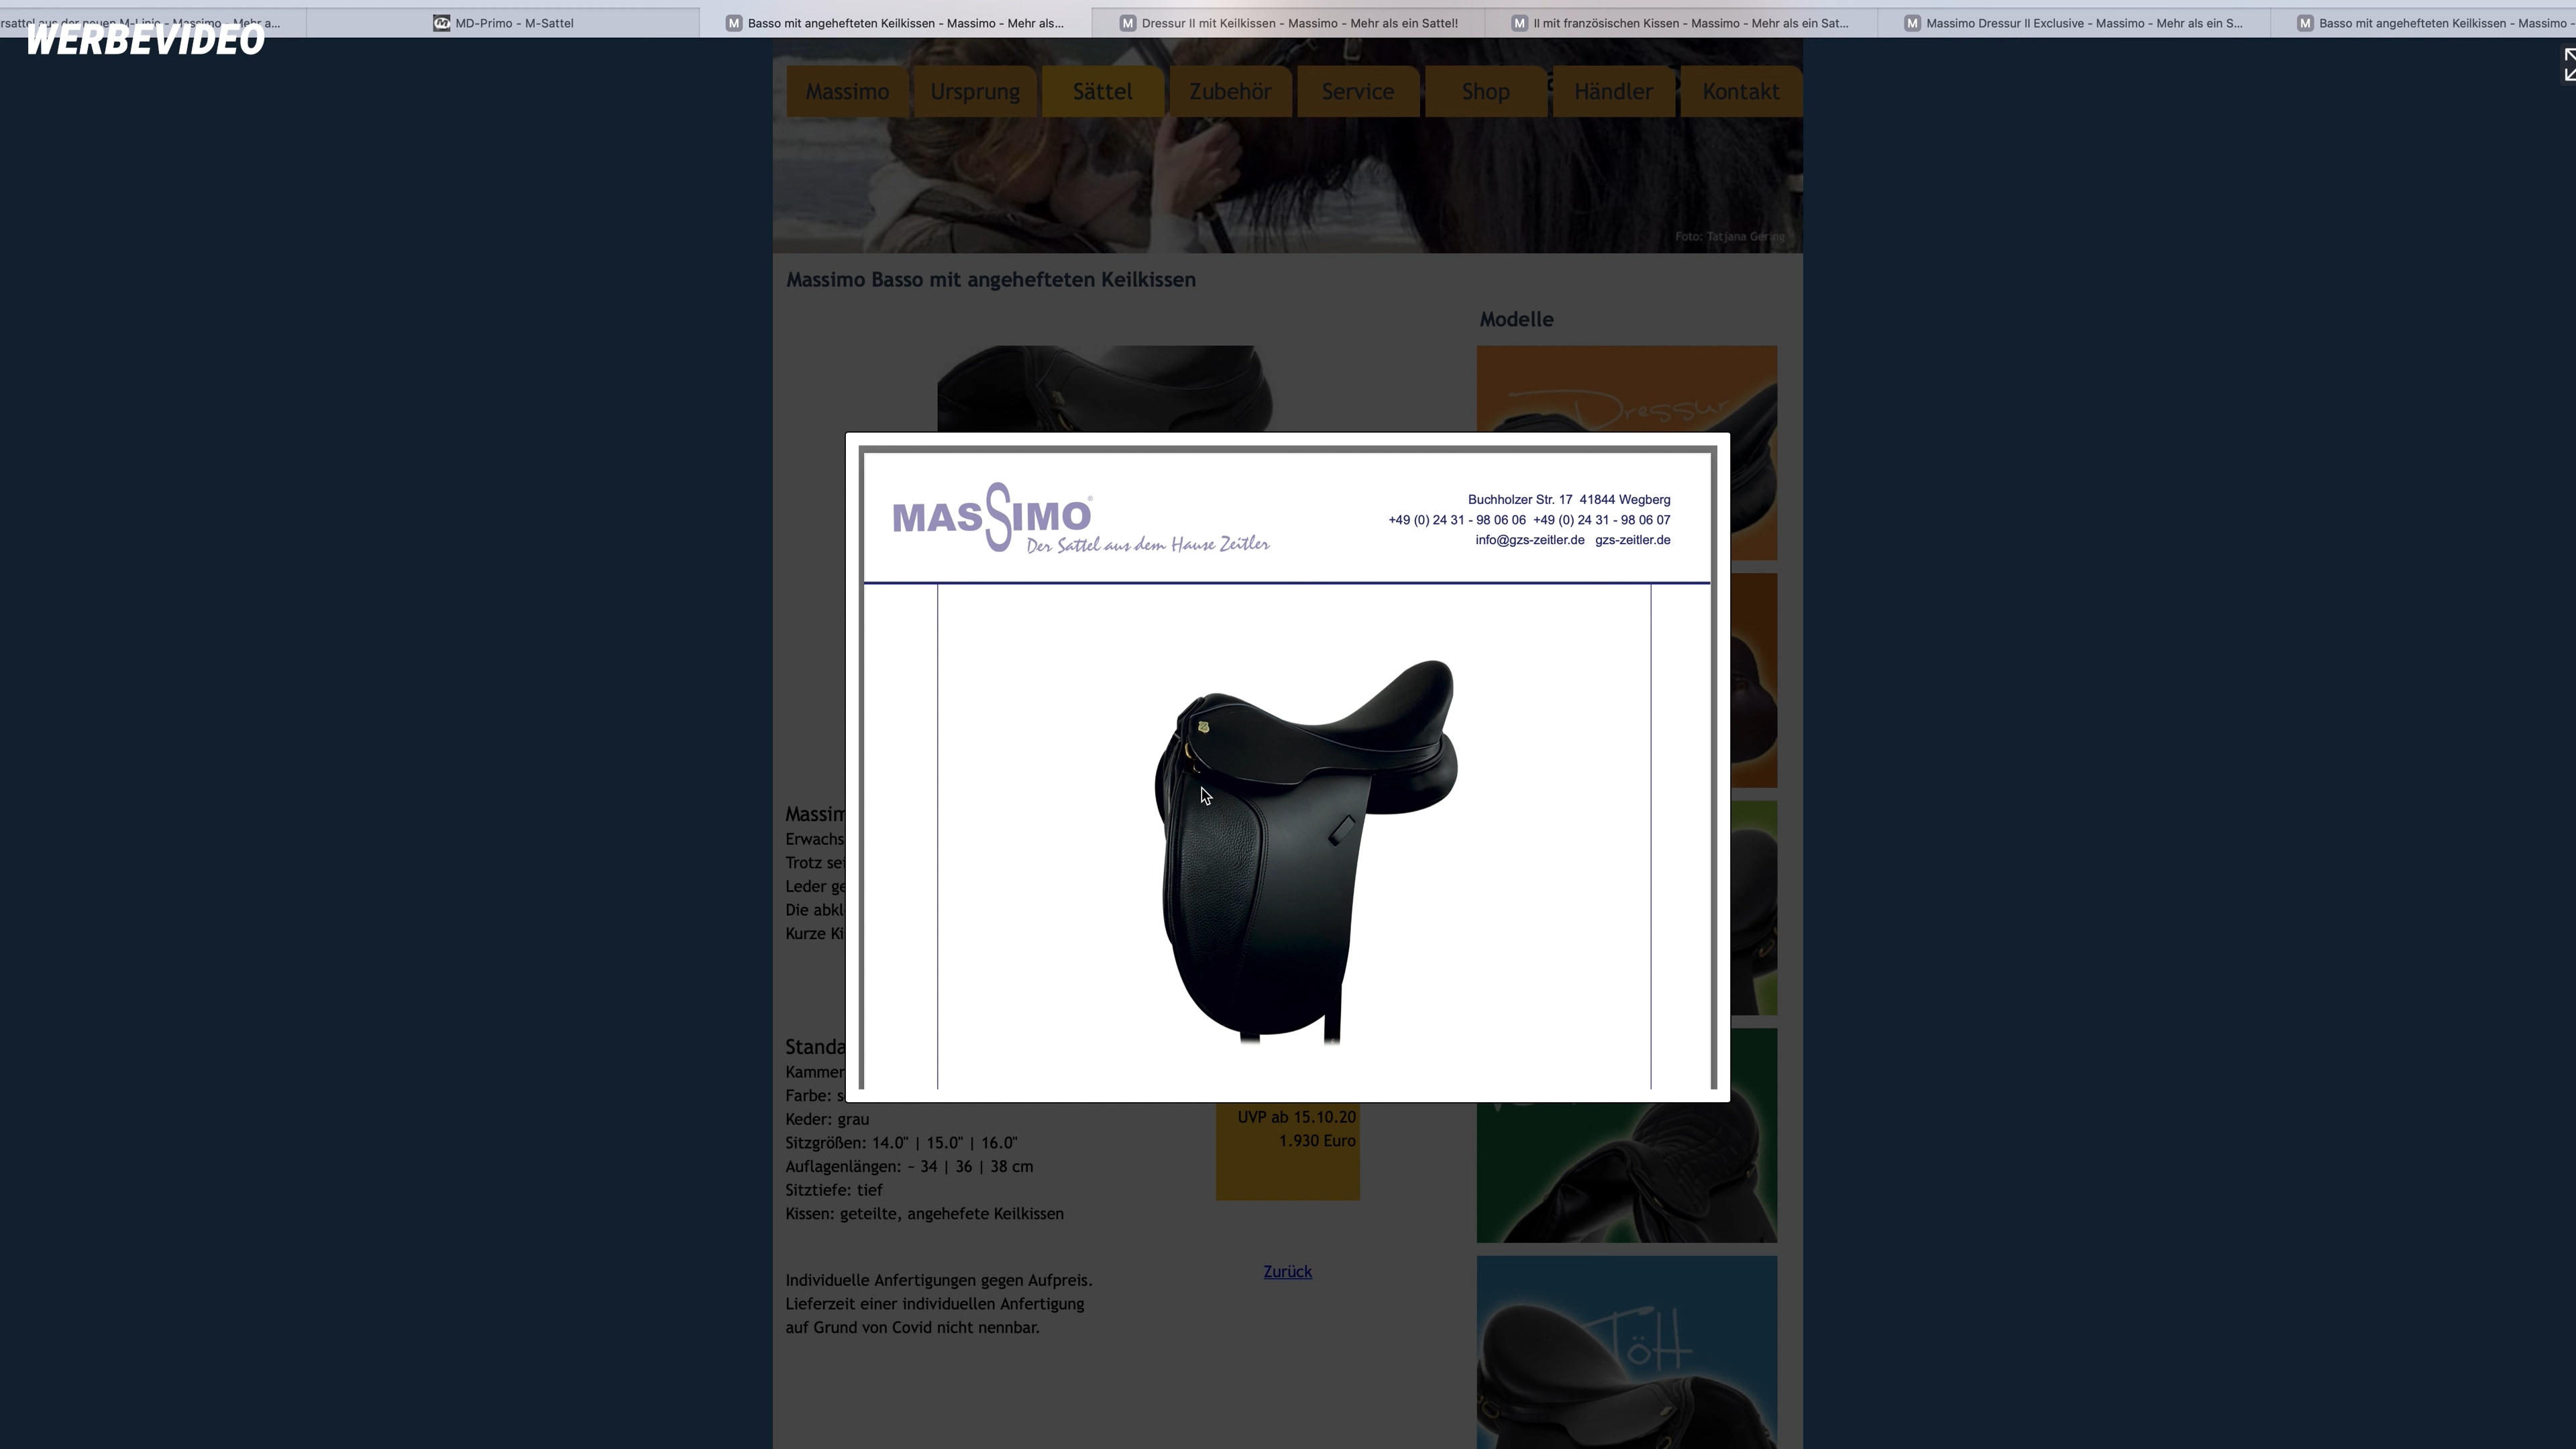 rsattel aus der neuen M-Linie - Massimo - Mehr a...
MD-Primo - M-Sattel
Basso mit angehefteten Keilkissen - Massimo - Mehr als...
Dressur II mit Keilkissen - Massimo - Mehr als ein Sattel!
II mit französischen Kissen - Massimo - Mehr als ein Sat...
Massimo Dressur II Exclusive - Massimo - Mehr als ein S...
Basso mit angehefteten Keilkissen - Massimo -
WERBEVIDEO
Massimo
Ursprung
Sättel
Zubehör
Service
Shop
Händler
Kontakt
Foto: Tatjana Gering
Massimo Basso mit angehefteten Keilkissen
Modelle
Dressur
MASSIMO®
Der Sattel aus dem Hause Zeitler
Buchholzer Str. 17 41844 Wegberg
+49 (0) 24 31 - 98 06 06 +49 (0) 24 31 - 98 06 07
info@gzs-zeitler.de gzs-zeitler.de
Massim
Erwachs
Trotz sei
Leder ge
Die abkl
Kurze Ki
Standa
Kammer
Farbe: s
Keder: grau
Sitzgrößen: 14.0" | 15.0" | 16.0"
Auflagenlängen: ~ 34 | 36 | 38 cm
Sitztiefe: tief
Kissen: geteilte, angehefete Keilkissen
UVP ab 15.10.20
1.930 Euro
Zurück
Individuelle Anfertigungen gegen Aufpreis.
Lieferzeit einer individuellen Anfertigung
auf Grund von Covid nicht nennbar.
Tölt